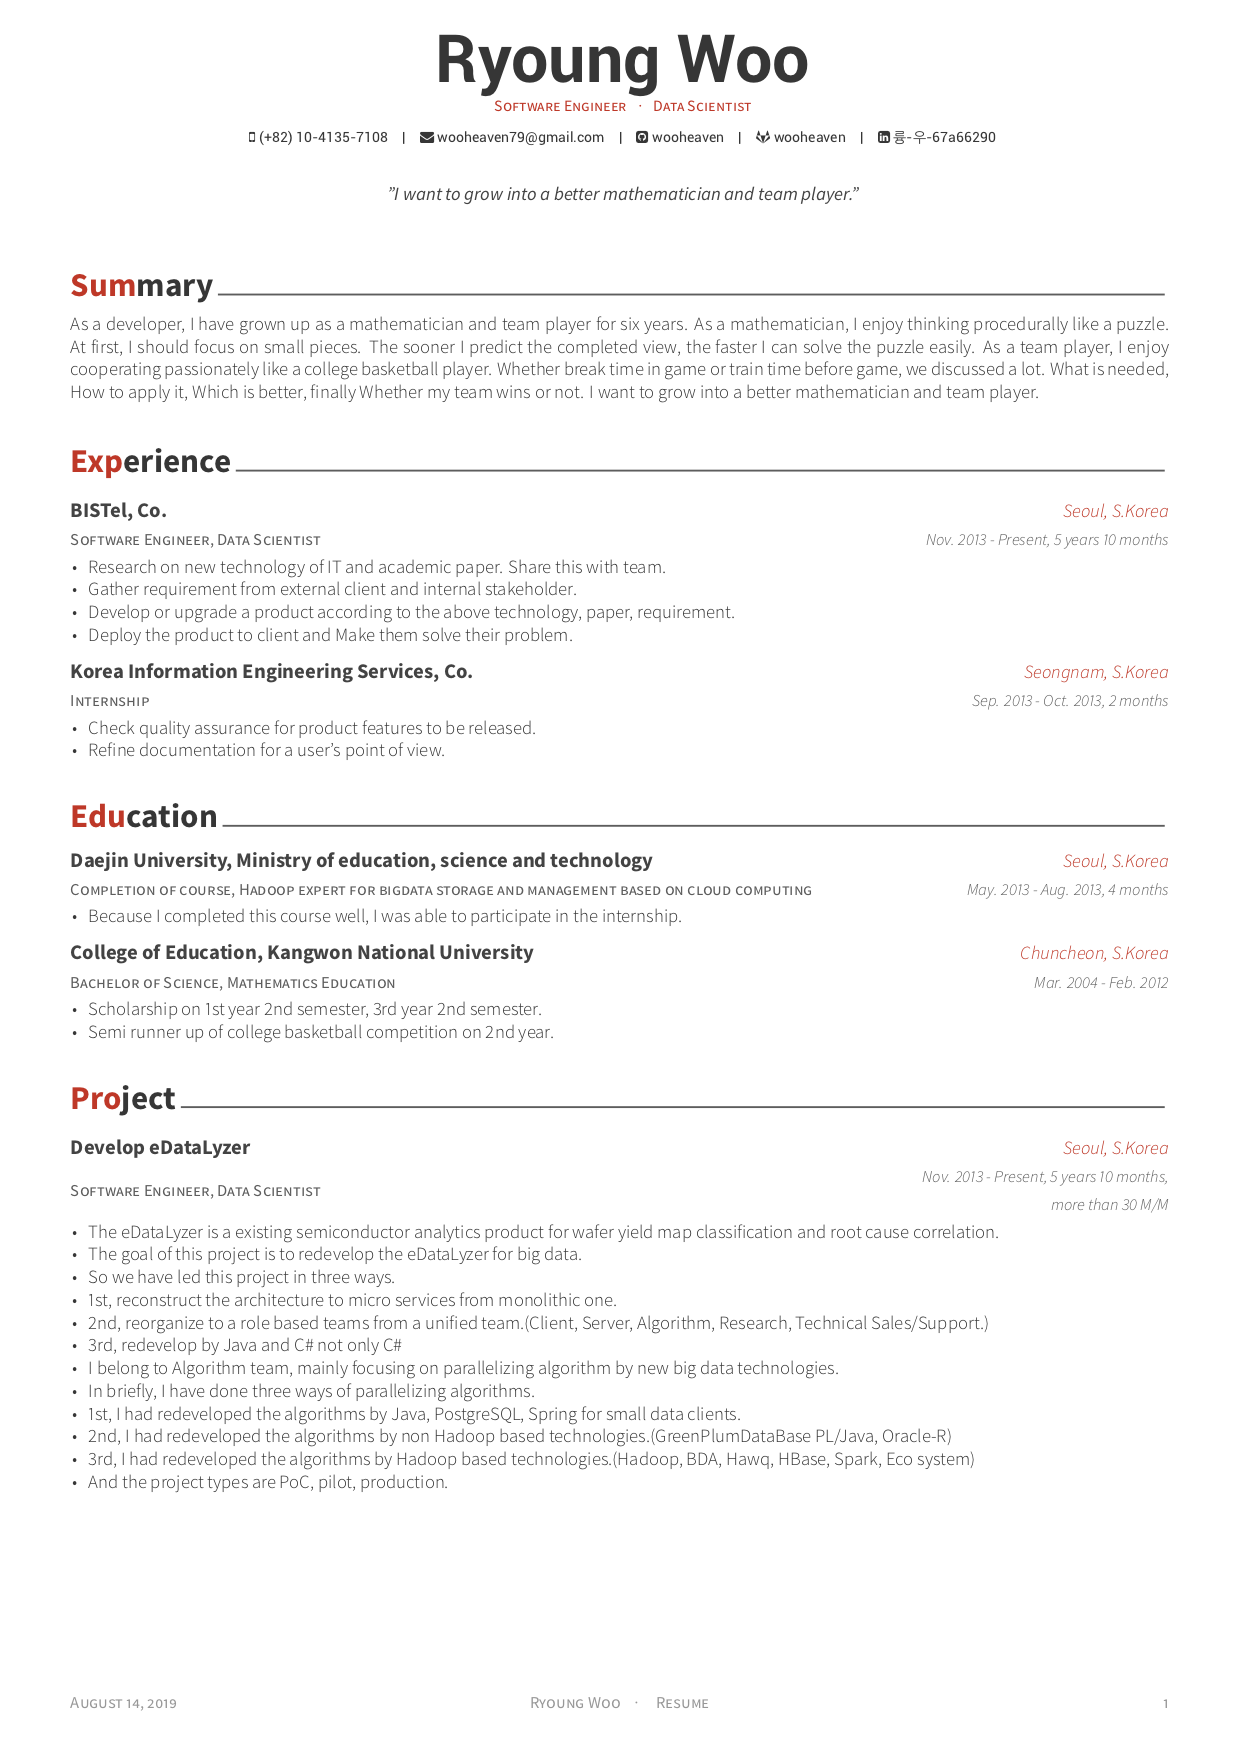 Ryoung Woo
Software Engineer · Data Scientist
(+82) 10-4135-7108 | wooheaven79@gmail.com | wooheaven | wooheaven | 륭-우-67a66290
”I want to grow into a better mathematician and team player.”
Summary
As a developer, I have grown up as a mathematician and team player for six years. As a mathematician, I enjoy thinking procedurally like a puzzle.
At first, I should focus on small pieces. The sooner I predict the completed view, the faster I can solve the puzzle easily. As a team player, I enjoy
cooperating passionately like a college basketball player. Whether break time in game or train time before game, we discussed a lot. What is needed,
How to apply it, Which is better, finally Whether my team wins or not. I want to grow into a better mathematician and team player.
Experience
BISTel, Co. Seoul, S.Korea
Software Engineer, Data Scientist Nov. 2013 - Present, 5 years 10 months
• Research on new technology of IT and academic paper. Share this with team.
• Gather requirement from external client and internal stakeholder.
• Develop or upgrade a product according to the above technology, paper, requirement.
• Deploy the product to client and Make them solve their problem.
Korea Information Engineering Services, Co. Seongnam, S.Korea
Internship Sep. 2013 - Oct. 2013, 2 months
• Check quality assurance for product features to be released.
• Refine documentation for a user’s point of view.
Education
Daejin University, Ministry of education, science and technology Seoul, S.Korea
Completion of course, Hadoop expert for bigdata storage and management based on cloud computing May. 2013 - Aug. 2013, 4 months
• Because I completed this course well, I was able to participate in the internship.
College of Education, Kangwon National University Chuncheon, S.Korea
Bachelor of Science, Mathematics Education Mar. 2004 - Feb. 2012
• Scholarship on 1st year 2nd semester, 3rd year 2nd semester.
• Semi runner up of college basketball competition on 2nd year.
Project
Develop eDataLyzer Seoul, S.Korea
Software Engineer, Data Scientist Nov. 2013 - Present, 5 years 10 months,
more than 30 M/M
• The eDataLyzer is a existing semiconductor analytics product for wafer yield map classification and root cause correlation.
• The goal of this project is to redevelop the eDataLyzer for big data.
• So we have led this project in three ways.
• 1st, reconstruct the architecture to micro services from monolithic one.
• 2nd, reorganize to a role based teams from a unified team.(Client, Server, Algorithm, Research, Technical Sales/Support.)
• 3rd, redevelop by Java and C# not only C#
• I belong to Algorithm team, mainly focusing on parallelizing algorithm by new big data technologies.
• In briefly, I have done three ways of parallelizing algorithms.
• 1st, I had redeveloped the algorithms by Java, PostgreSQL, Spring for small data clients.
• 2nd, I had redeveloped the algorithms by non Hadoop based technologies.(GreenPlumDataBase PL/Java, Oracle-R)
• 3rd, I had redeveloped the algorithms by Hadoop based technologies.(Hadoop, BDA, Hawq, HBase, Spark, Eco system)
• And the project types are PoC, pilot, production.
August 14, 2019 Ryoung Woo · Resume 1